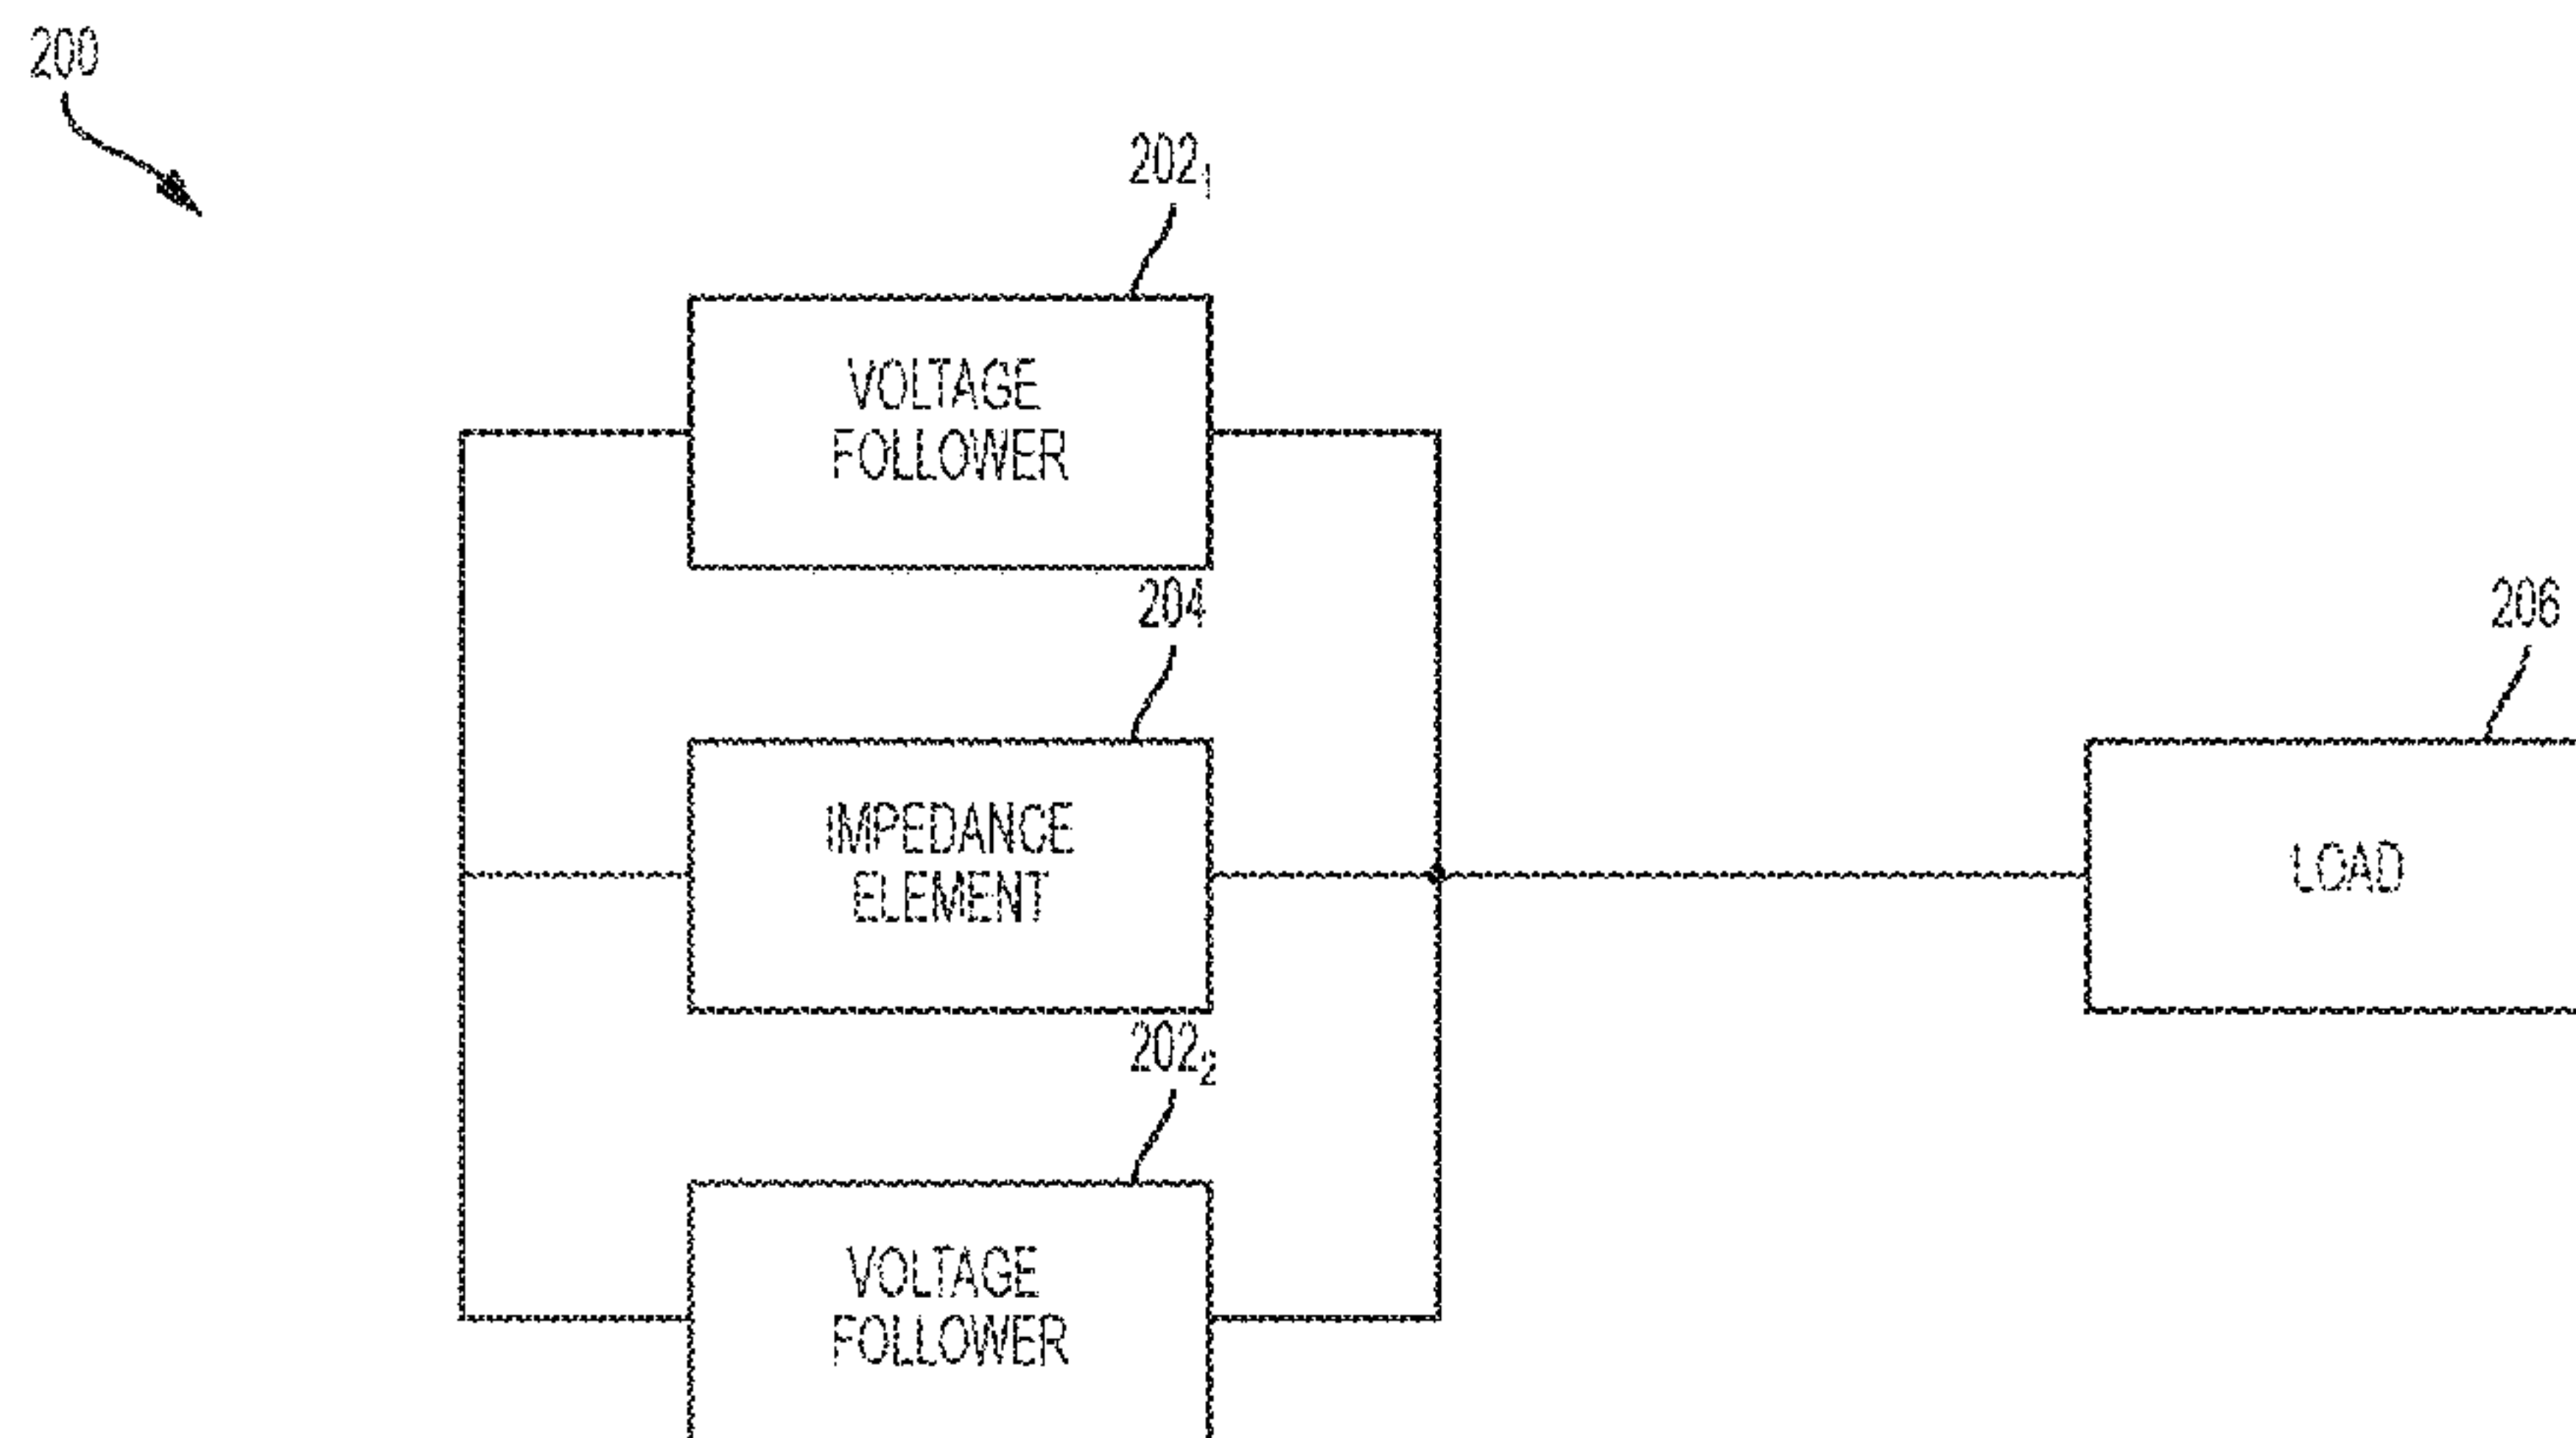 200
202₁
VOLTAGE
FOLLOWER
204
206
IMPEDANCE
ELEMENT
LOAD
202₂
VOLTAGE
FOLLOWER